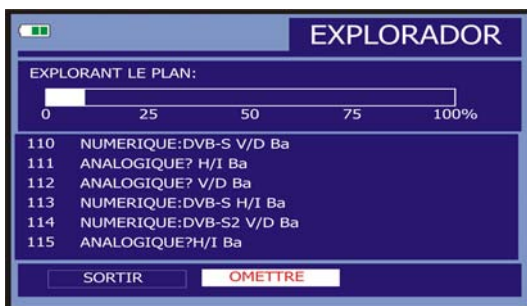 EXPLORADOR
EXPLORANT LE PLAN:
0 25 50 75 100%
110 NUMERIQUE:DVB-S V/D Ba
111 ANALOGIQUE? H/I Ba
112 ANALOGIQUE? V/D Ba
113 NUMERIQUE:DVB-S H/I Ba
114 NUMERIQUE:DVB-S2 V/D Ba
115 ANALOGIQUE?H/I Ba
SORTIR OMETTRE